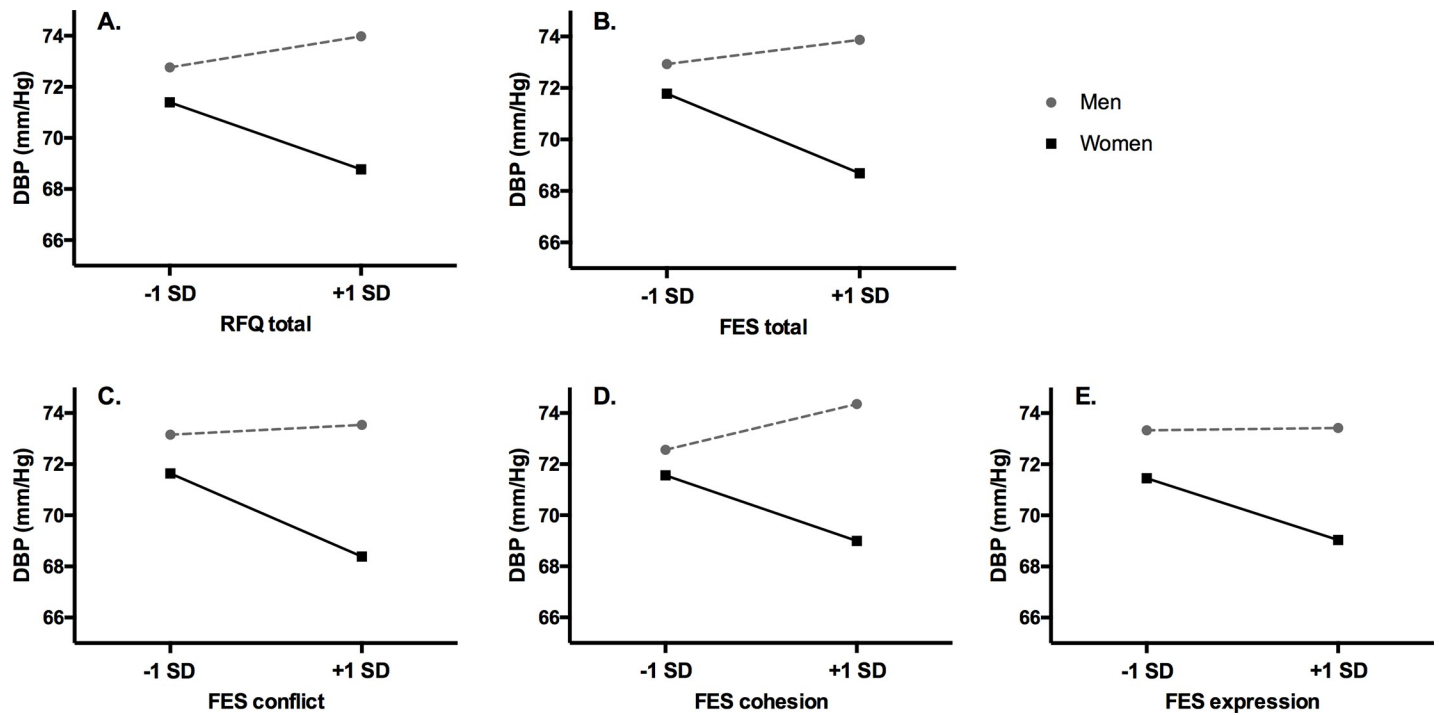 A.
74
72
70
68
66
DBP (mm/Hg)
-1 SD +1 SD
RFQ total
B.
74
72
70
68
66
DBP (mm/Hg)
-1 SD +1 SD
FES total
Men
Women
C.
74
72
70
68
66
DBP (mm/Hg)
-1 SD +1 SD
FES conflict
D.
74
72
70
68
66
DBP (mm/Hg)
-1 SD +1 SD
FES cohesion
E.
74
72
70
68
66
DBP (mm/Hg)
-1 SD +1 SD
FES expression